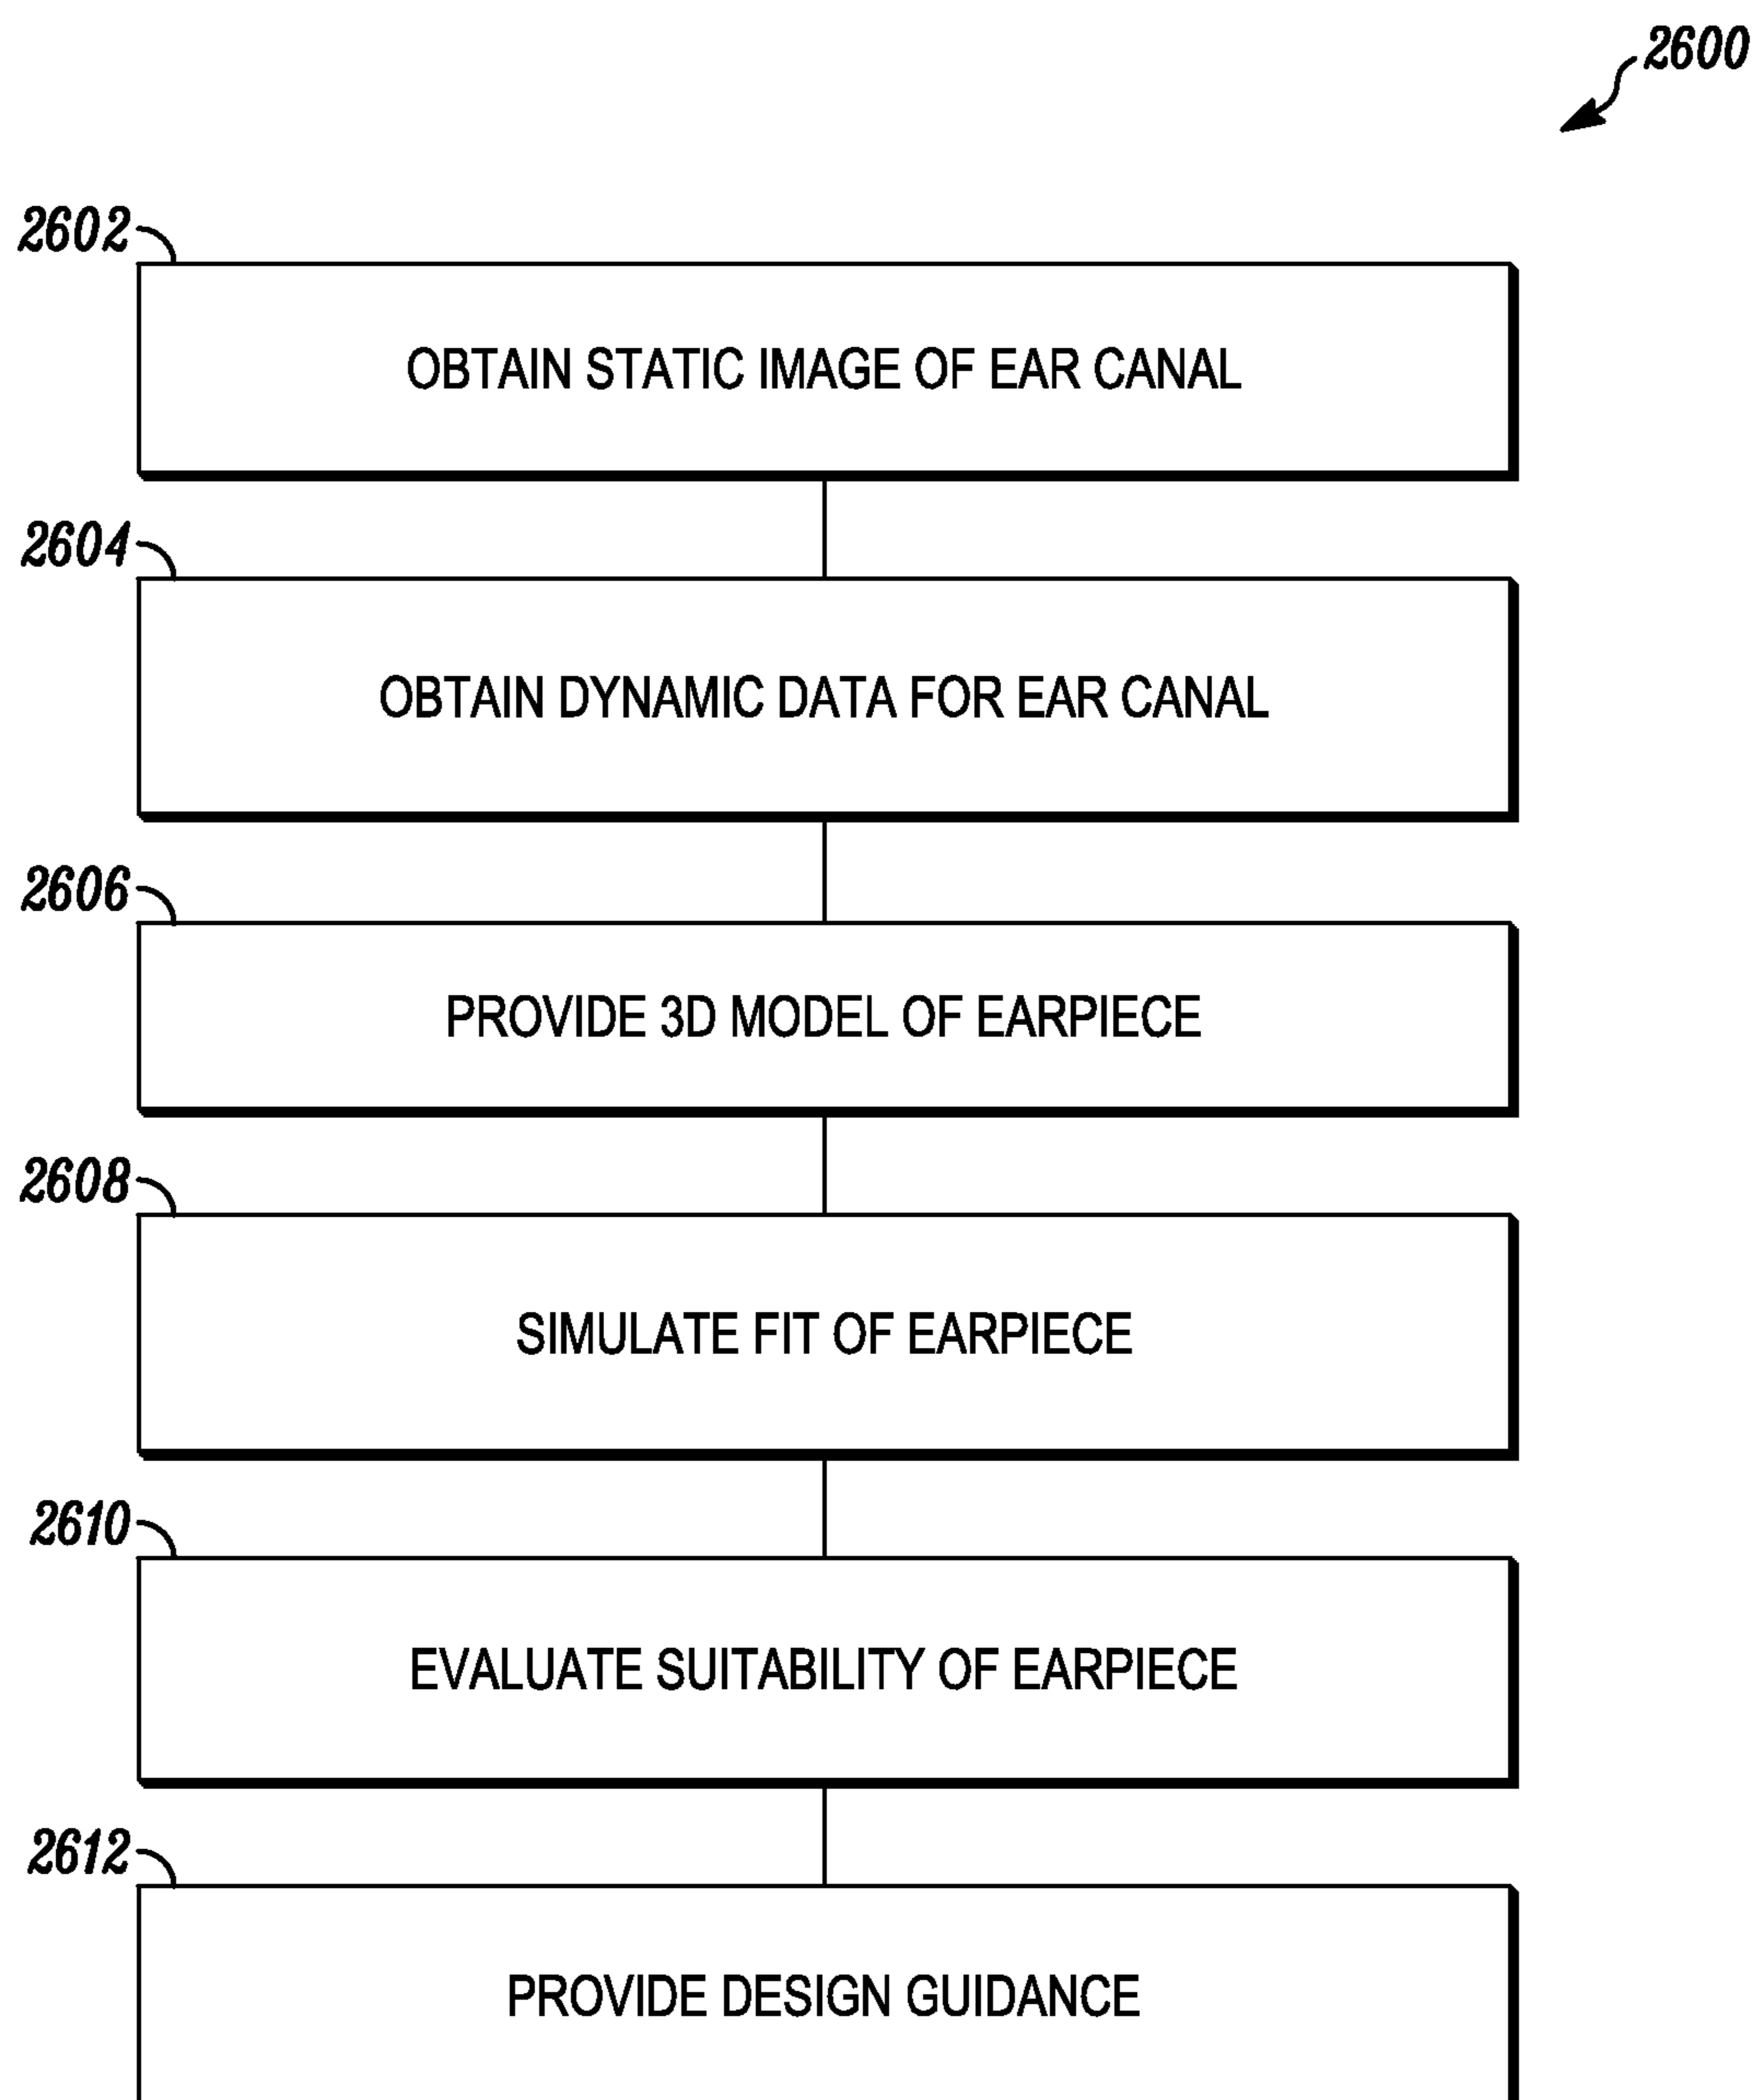 2600
2602
OBTAIN STATIC IMAGE OF EAR CANAL
2604
OBTAIN DYNAMIC DATA FOR EAR CANAL
2606
PROVIDE 3D MODEL OF EARPIECE
2608
SIMULATE FIT OF EARPIECE
2610
EVALUATE SUITABILITY OF EARPIECE
2612
PROVIDE DESIGN GUIDANCE